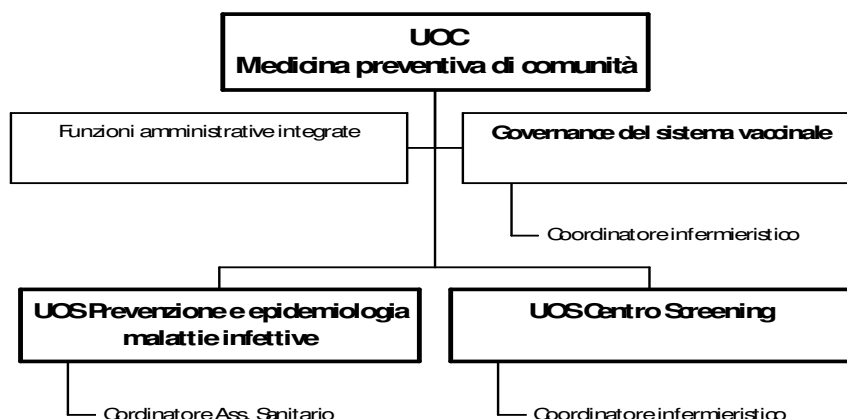 UOC
Medicina preventiva di comunità
Funzioni amministrative integrate
Governance del sistema vaccinale
Coordinatore infermieristico
UOS Prevenzione e epidemiologia
malattie infettive
UOS Centro Screening
Cordinatore Ass. Sanitario
Coordinatore infermieristico